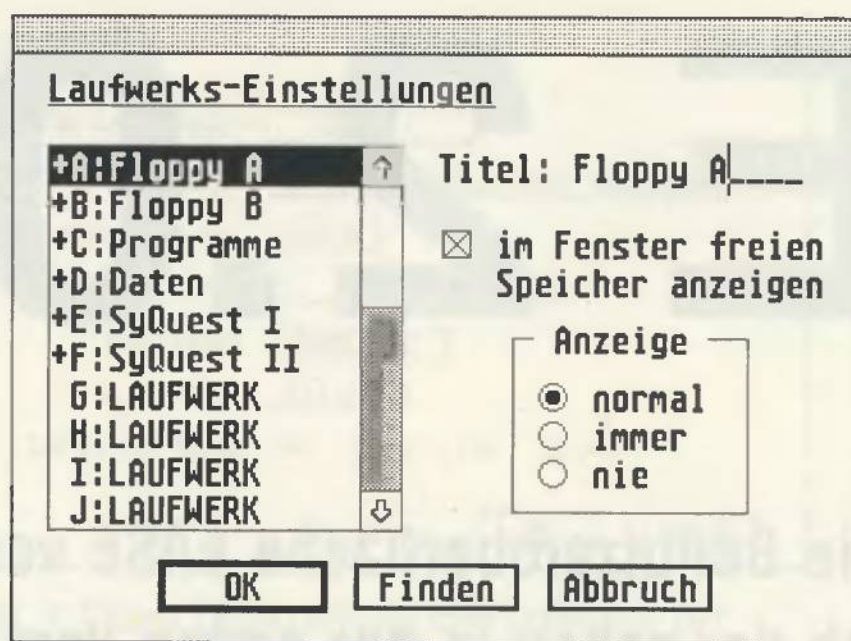 Laufwerks-Einstellungen
+A:Floppy A
+B:Floppy B
+C:Programme
+D:Daten
+E:SyQuest I
+F:SyQuest II
G:LAUFWERK
H:LAUFWERK
I:LAUFWERK
J:LAUFWERK
Titel: Floppy A____
im Fenster freien
Speicher anzeigen
Anzeige
normal
immer
nie
OK
Finden
Abbruch